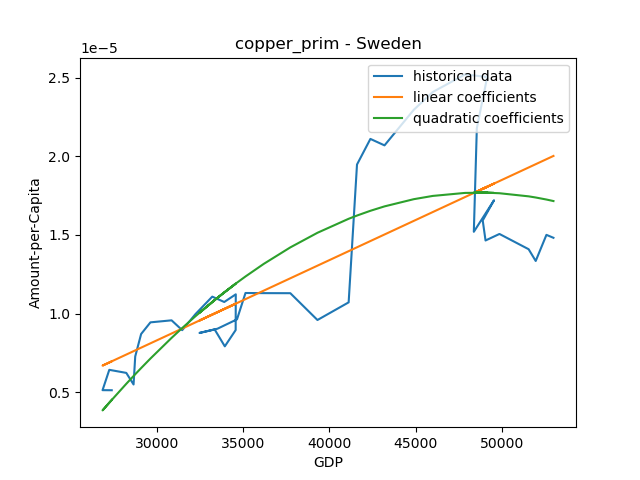 copper_prim - Sweden
1e−5
historical data
linear coefficients
quadratic coefficients
2.5
2.0
1.5
1.0
0.5
Amount-per-Capita
30000 35000 40000 45000 50000
GDP